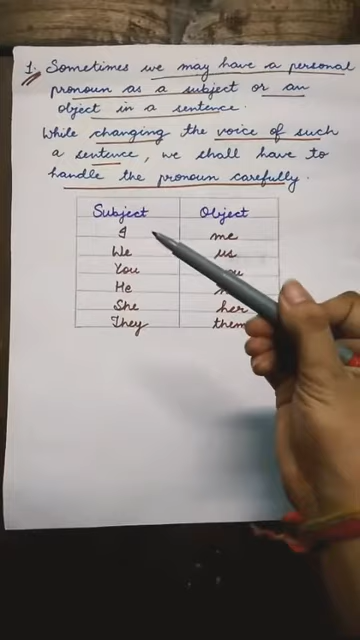 1. Sometimes we may have a personal
pronoun as a subject or an
object in a sentence.
While changing the voice of such
a sentence, we shall have to
handle the pronoun carefully.
Subject Object
I me
We us
You
He
She her
They them